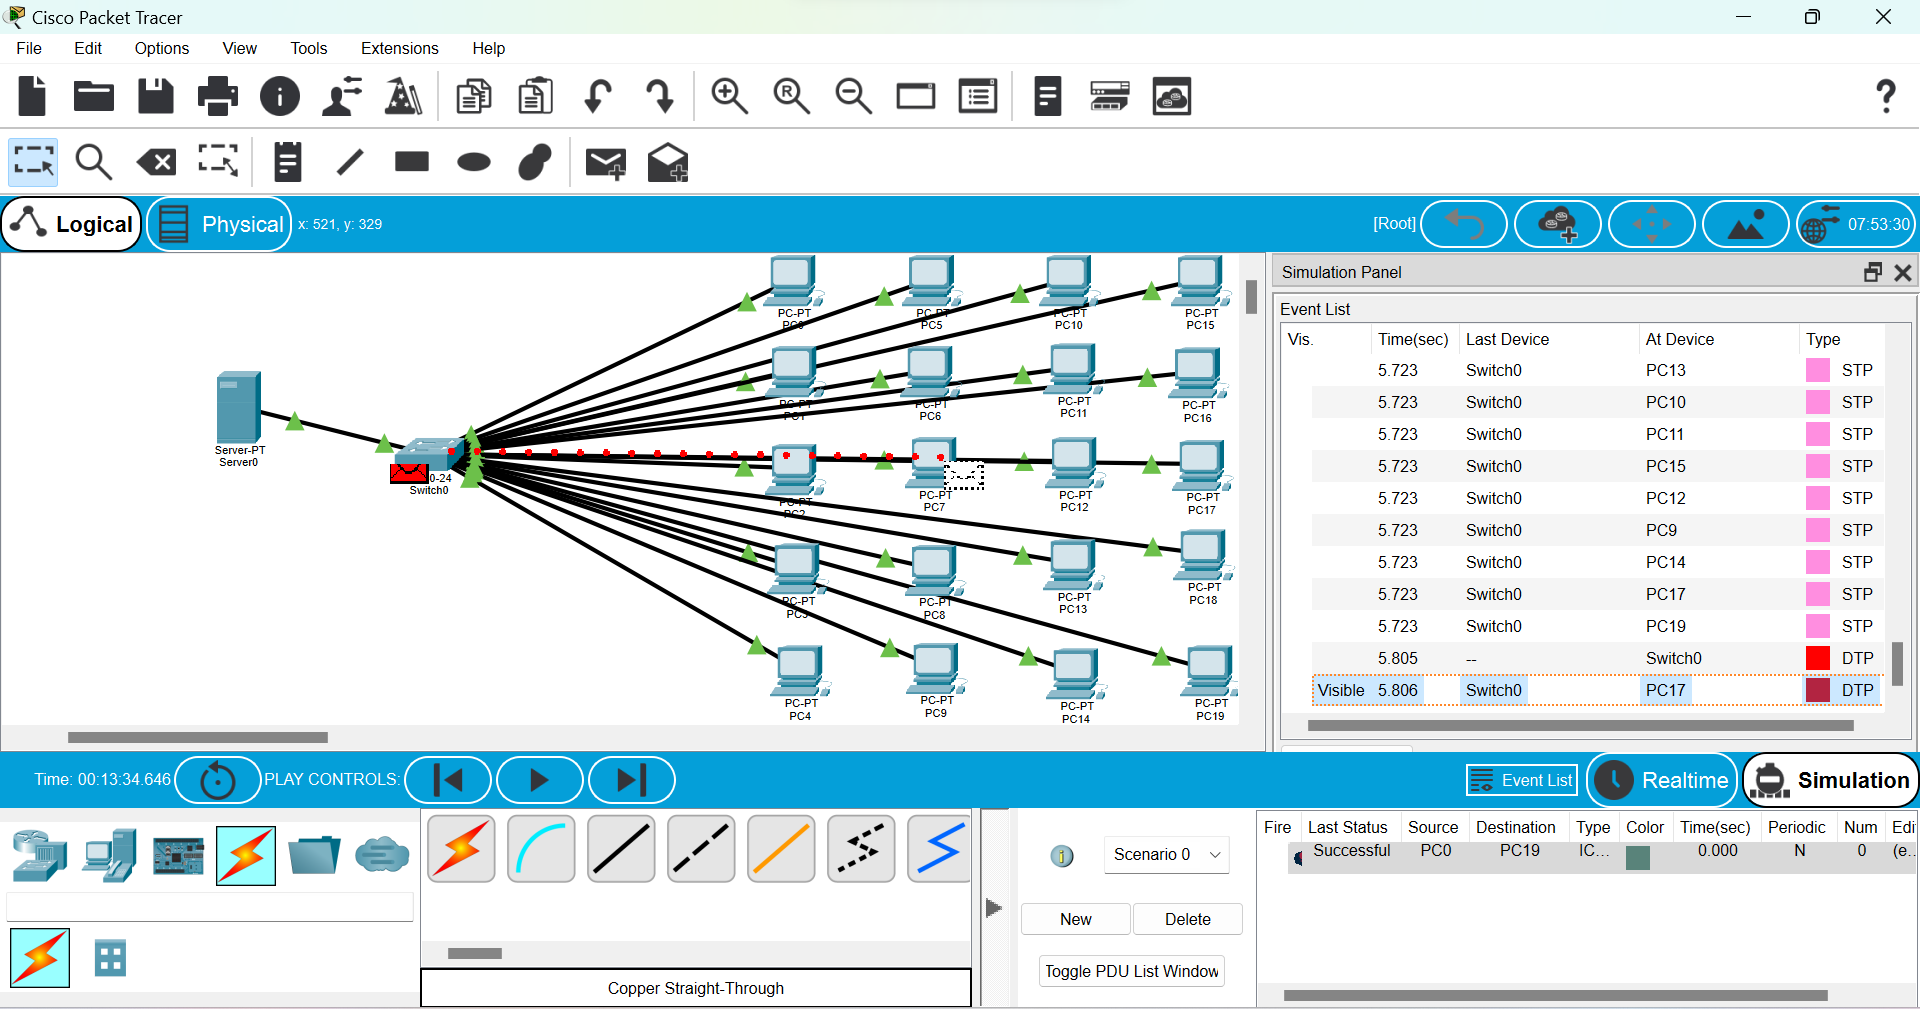 Cisco Packet Tracer
File Edit Options View Tools Extensions Help
Logical Physical x: 521, y: 329 [Root] 07:53:30
Simulation Panel
Event List
Vis. Time(sec) Last Device At Device Type
5.723 Switch0 PC13 STP
5.723 Switch0 PC10 STP
5.723 Switch0 PC11 STP
5.723 Switch0 PC15 STP
5.723 Switch0 PC12 STP
5.723 Switch0 PC9 STP
5.723 Switch0 PC14 STP
5.723 Switch0 PC17 STP
5.723 Switch0 PC19 STP
5.805 -- Switch0 DTP
Visible 5.806 Switch0 PC17 DTP
PC-PT
PC0
PC-PT
PC5
PC-PT
PC10
PC-PT
PC15
PC-PT
PC1
PC-PT
PC6
PC-PT
PC11
PC-PT
PC16
Server-PT
Server0
0-24
Switch0
PC-PT
PC2
PC-PT
PC7
PC-PT
PC12
PC-PT
PC17
PC-PT
PC3
PC-PT
PC8
PC-PT
PC13
PC-PT
PC18
PC-PT
PC4
PC-PT
PC9
PC-PT
PC14
PC-PT
PC19
Time: 00:13:34.646 PLAY CONTROLS: Event List Realtime Simulation
Scenario 0
New Delete
Toggle PDU List Window
Copper Straight-Through
Fire Last Status Source Destination Type Color Time(sec) Periodic Num Edi
Successful PC0 PC19 IC... 0.000 N 0 (e...